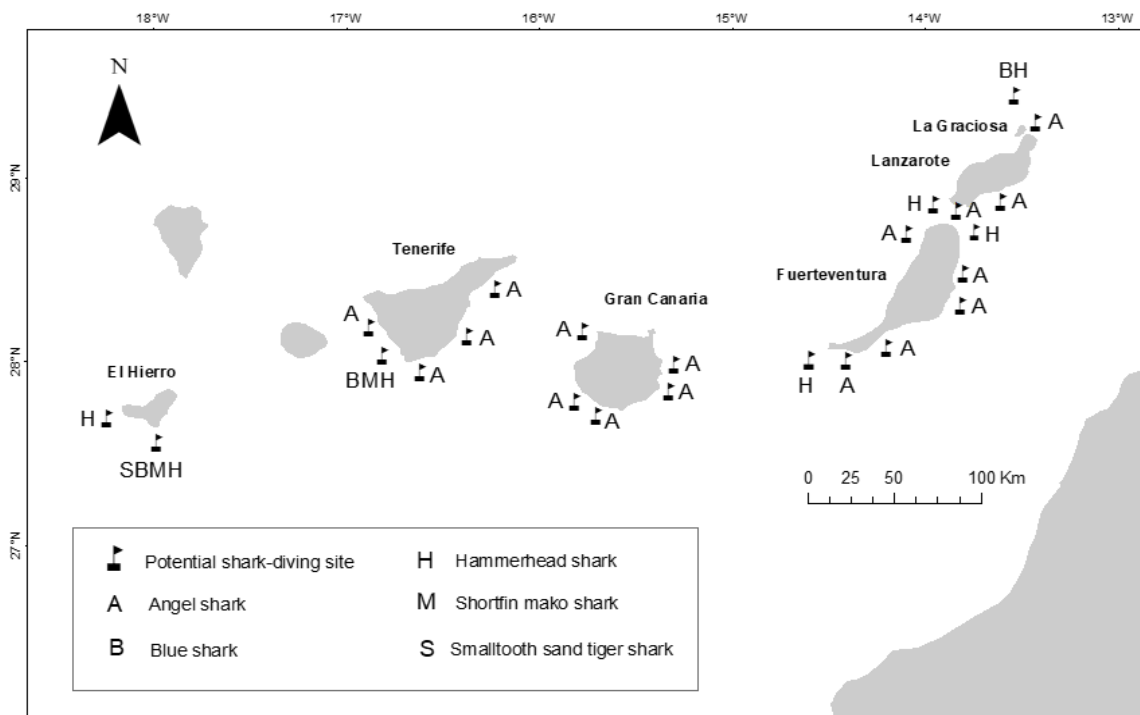 18°W 17°W 16°W 15°W 14°W 13°W
N
BH
La Graciosa A
29°N
Lanzarote
H A A
A H
Tenerife
Fuerteventura A
A Gran Canaria
A A A
A
28°N
A A
BMH A H A
El Hierro
A A
H A
SBMH
0 25 50 100 Km
27°N
Potential shark-diving site
H Hammerhead shark
A Angel shark
M Shortfin mako shark
B Blue shark
S Smalltooth sand tiger shark